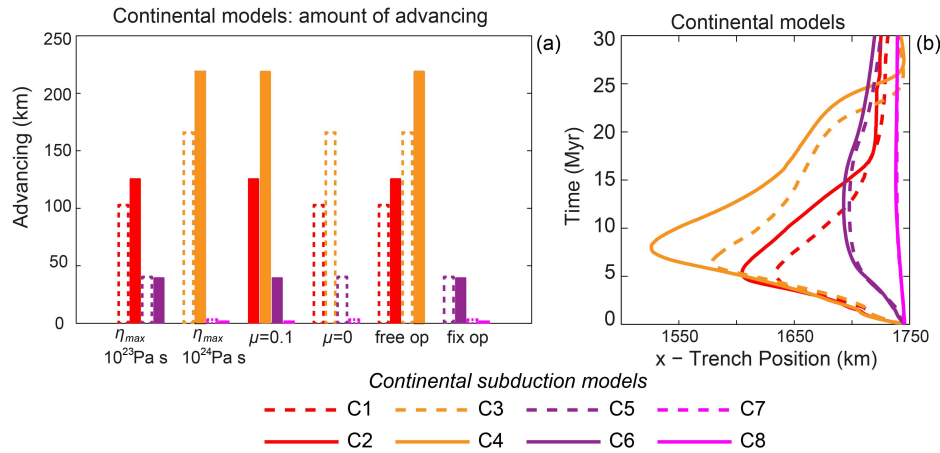 Continental models: amount of advancing
(a)
Advancing (km)
250
200
150
100
50
0
η_max
10²³Pa s
η_max
10²⁴Pa s
μ=0.1
μ=0
free op
fix op
Continental models
(b)
Time (Myr)
30
25
20
15
10
5
0
1550
1650
1750
x − Trench Position (km)
Continental subduction models
C1 C3 C5 C7
C2 C4 C6 C8